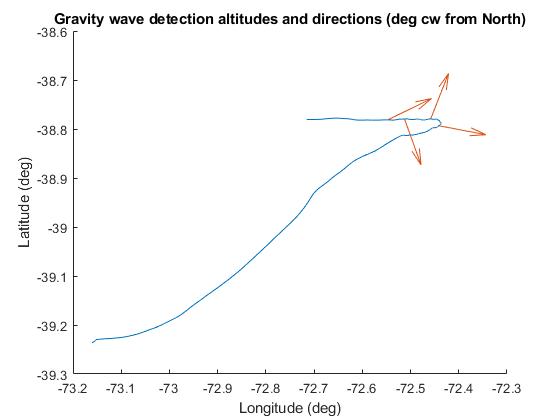 Gravity wave detection altitudes and directions (deg cw from North)
-38.6
-38.7
-38.8
-38.9
-39
-39.1
-39.2
-39.3
Latitude (deg)
-73.2 -73.1 -73 -72.9 -72.8 -72.7 -72.6 -72.5 -72.4 -72.3
Longitude (deg)